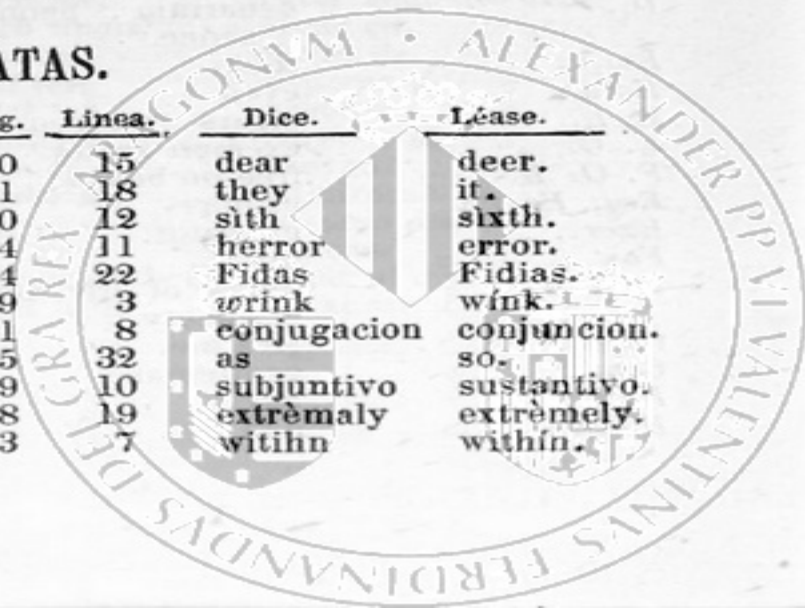 ATAS.
g. Linea. Dice. Léase.
0 15 dear deer.
1 18 they it.
0 12 sìth sìxth.
4 11 herror error.
4 22 Fidas Fidias.
9 3 wrink wínk.
1 8 conjugacion conjuncion.
5 32 as so.
9 10 subjuntivo sustantivo.
8 19 extrèmaly extrèmely.
3 7 witihn withín.
ALEXANDER PP VI VALENTINVS FERDINANDVS DEI GRA REX ARAGONVM